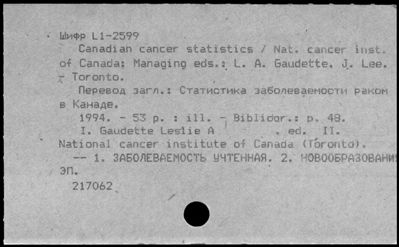 Шифр L1-2599
Canadian cancer statistics / Nat. cancer inst.
of Canada; Managing eds.: L. A. Gaudette, J. Lee.
- Toronto.
Перевод загл.: Статистика заболеваемости раком
в Канаде.
1994. - 53 p. : ill. - Bibliogr.: p. 48.
I. Gaudette Leslie A . ed. II.
National cancer institute of Canada (Toronto).
-- 1. ЗАБОЛЕВАЕМОСТЬ УЧТЕННАЯ. 2. НОВООБРАЗОВАНИЯ
ЭП.
217062